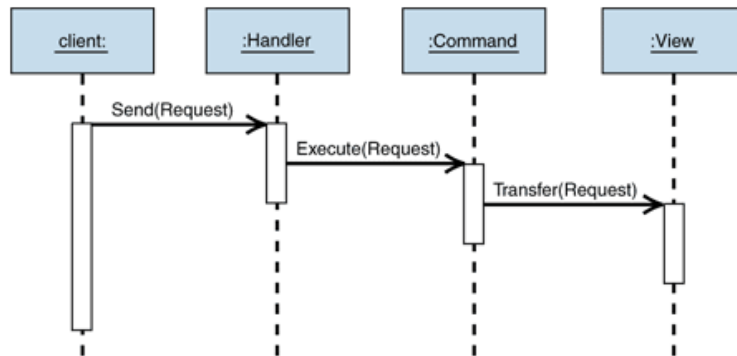 client:
:Handler
:Command
:View
Send(Request)
Execute(Request)
Transfer(Request)